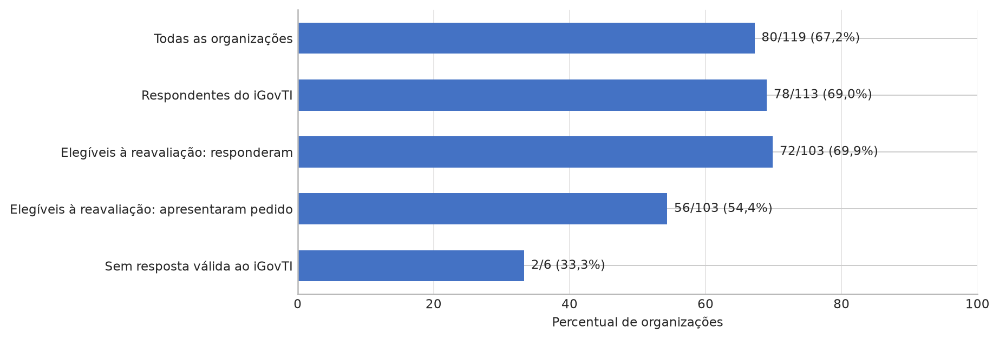 Todas as organizações 80/119 (67,2%)
Respondentes do iGovTI 78/113 (69,0%)
Elegíveis à reavaliação: responderam 72/103 (69,9%)
Elegíveis à reavaliação: apresentaram pedido 56/103 (54,4%)
Sem resposta válida ao iGovTI 2/6 (33,3%)
0 20 40 60 80 100
Percentual de organizações